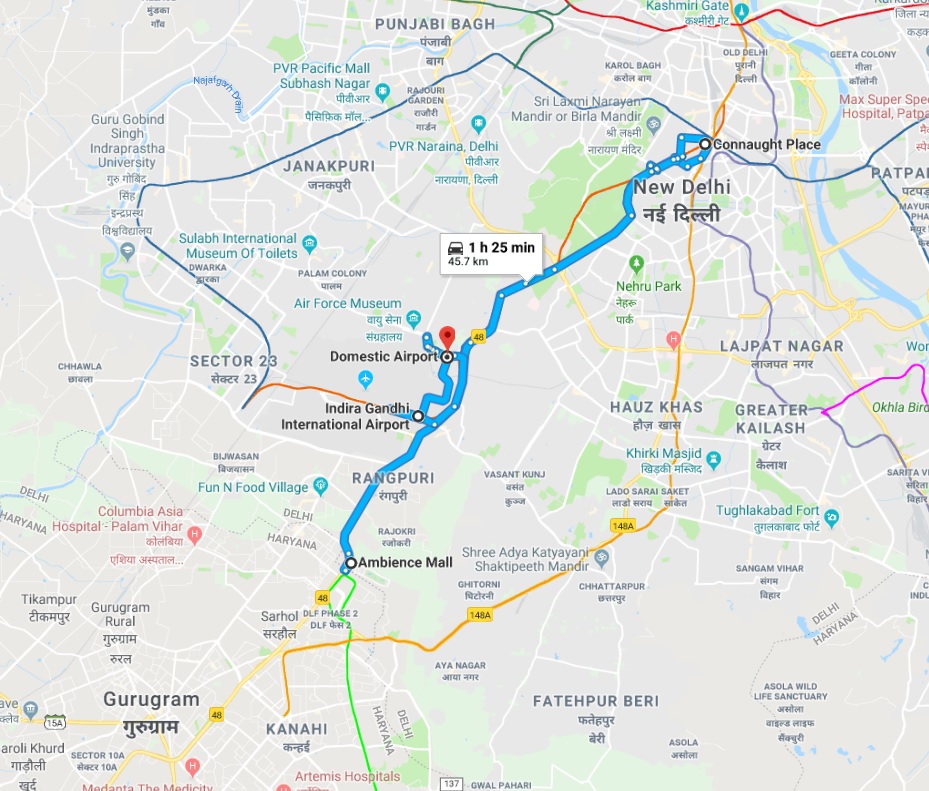 मुंडका
गाँव
PUNJABI BAGH
पंजाबी
बाग
Kashmiri Gate
कश्मीरी गेट
OLD DELHI
पुरानी
दिल्ली
GEETA COLONY
गीता
कॉलोनी
KAROL BAGH
करोल बाग
PVR Pacific Mall
Subhash Nagar
पीवीआर
पैसिफ़िक मॉल...
Najafgarh Drain
RAJOURI
GARDEN
राजौरी
गार्डन
Sri Laxmi Narayan
Mandir or Birla Mandir
श्री लक्ष्मी
नारायण मंदिर
Max Super Spe
Hospital, Patpa
Guru Gobind
Singh
Indraprastha
University
गुरु गोबिंद
सिंह
इन्द्रप्रस्थ
विश्वविद्यालय
PVR Naraina, Delhi
पीवीआर
नारायणा, दिल्ली
Connaught Place
JANAKPURI
जनकपुरी
New Delhi
नई दिल्ली
PATPAR
पटपड़
MAYUR
Sulabh International
Museum Of Toilets
DWARKA
द्वारका
PALAM COLONY
पालम
1 h 25 min
45.7 km
Nehru Park
नेहरू
पार्क
Air Force Museum
वायु सेना
संग्रहालय
48
Domestic Airport
LAJPAT NAGAR
लाजपत नगर
Wor
SECTOR 23
सेक्टर 23
CHHAWLA
छावला
Indira Gandhi
International Airport
HAUZ KHAS
हौज़ खास
GREATER
KAILASH
ग्रेटर
कैलाश
Okhla Bird
BIJWASAN
बिजवासन
Khirki Masjid
खिड़की मस्जिद
RANGPURI
रंगपुरी
Fun N Food Village
VASANT KUNJ
वसंत
कुञ्ज
SARITA V
सरिता
विहार
DELHI
HARYANA
LADO SARAI
लाडो सराय
SAKET
साकेत
Columbia Asia
Hospital - Palam Vihar
कोलंबिया
एशिया अस्पताल...
DELHI
HARYANA
Tughlakabad Fort
तुगलकाबाद फोर्ट
148A
RAJOKRI
रजोकरी
Ambience Mall
Shree Adya Katyayani
Shaktipeeth Mandir
SANGAM VIHAR
संगम
विहार
GHITORNI
घिटोरनी
CHHATTARPUR
छत्तरपुर
Tikampur
टीकमपुर
Gurugram
Rural
गुरुग्राम
रुरल
48
DLF PHASE 2
DLF फेस 2
Sarhol
सरहौल
148A
DELHI
HARYANA
AYA NAGAR
आया नगर
Gurugram
गुरुग्राम
48
15A
FATEHPUR BERI
फतेहपुर
बेरी
ASOLA WILD
LIFE SANCTUARY
असोला
वाइल्ड लाइफ़
सैंक्चुरी
KANAHI
कन्हई
HARYANA
DELHI
ASOLA
असोला
aroli Khurd
गाड़ौली
खुर्द
SECTOR 10A
सेक्टर 10A
Medanta The Medicity
Artemis Hospitals
137
GWAL PAHARI